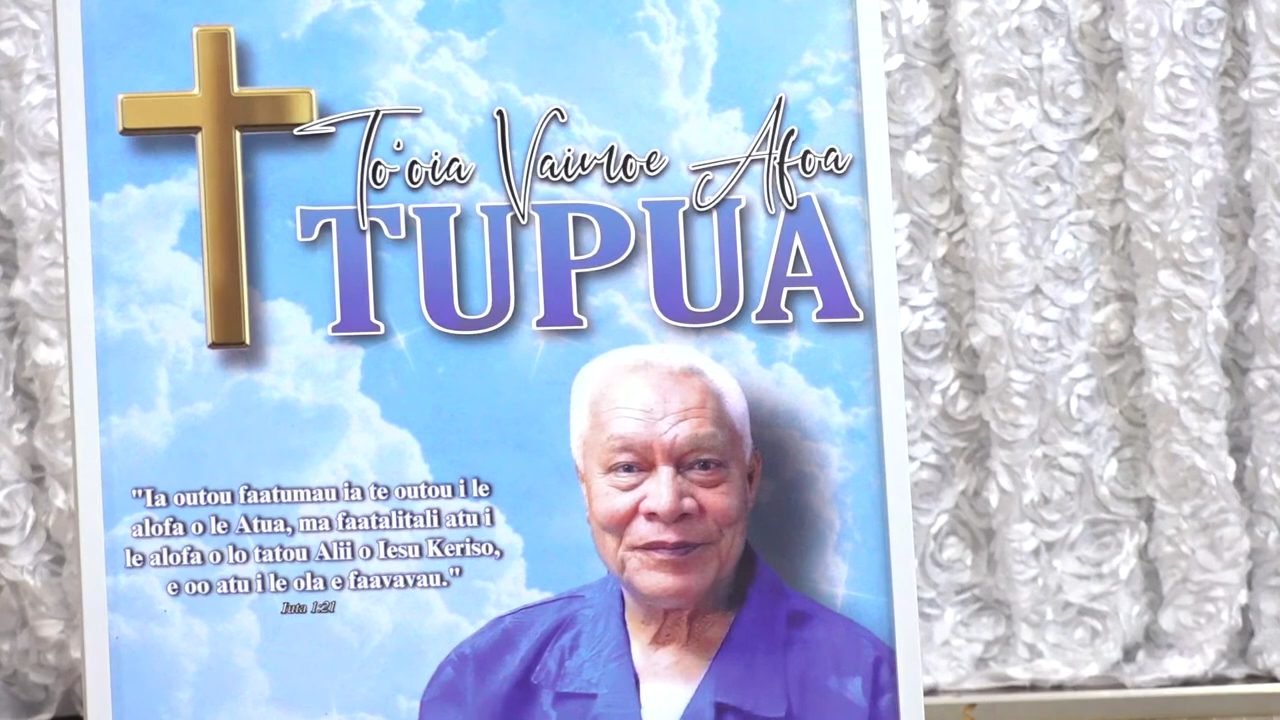 To'oia Vaimoe Afoa
TUPUA
"Ia outou faatumau ia te outou i le
alofa o le Atua, ma faatalitali atu i
le alofa o lo tatou Alii o Iesu Keriso,
e oo atu i le ola e faavavau."
Iuta 1:21